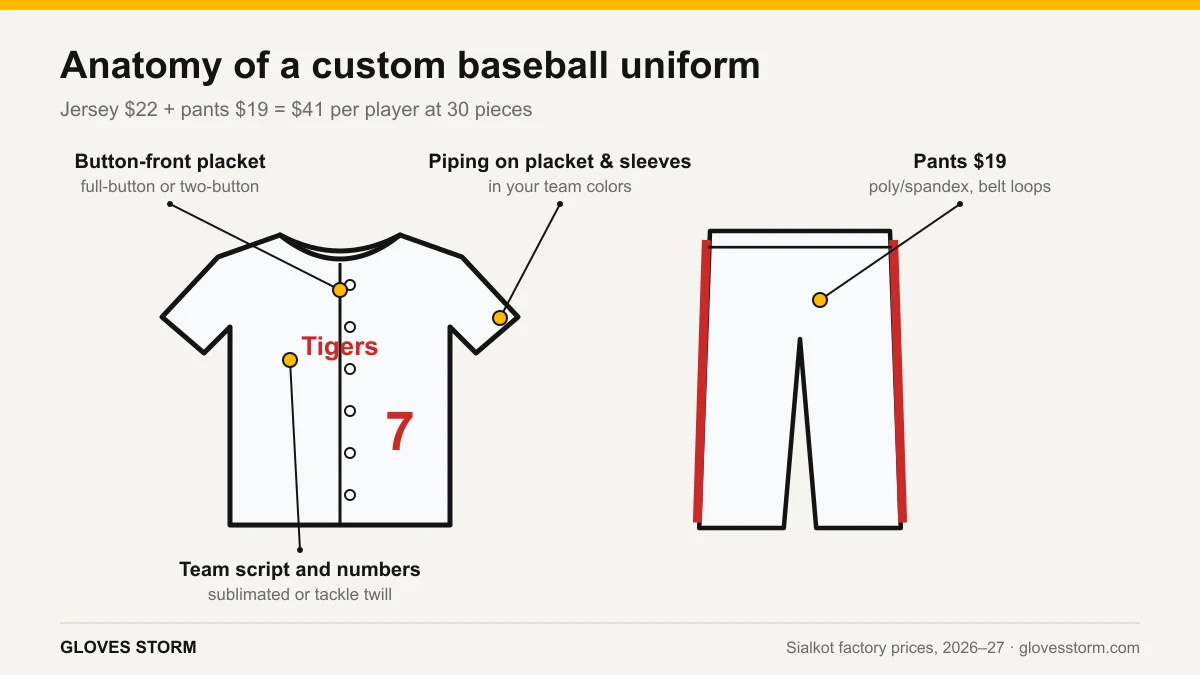 Anatomy of a custom baseball uniform
Jersey $22 + pants $19 = $41 per player at 30 pieces
Button-front placket
full-button or two-button
Piping on placket & sleeves
in your team colors
Pants $19
poly/spandex, belt loops
Tigers
7
Team script and numbers
sublimated or tackle twill
GLOVES STORM
Sialkot factory prices, 2026–27 · glovesstorm.com